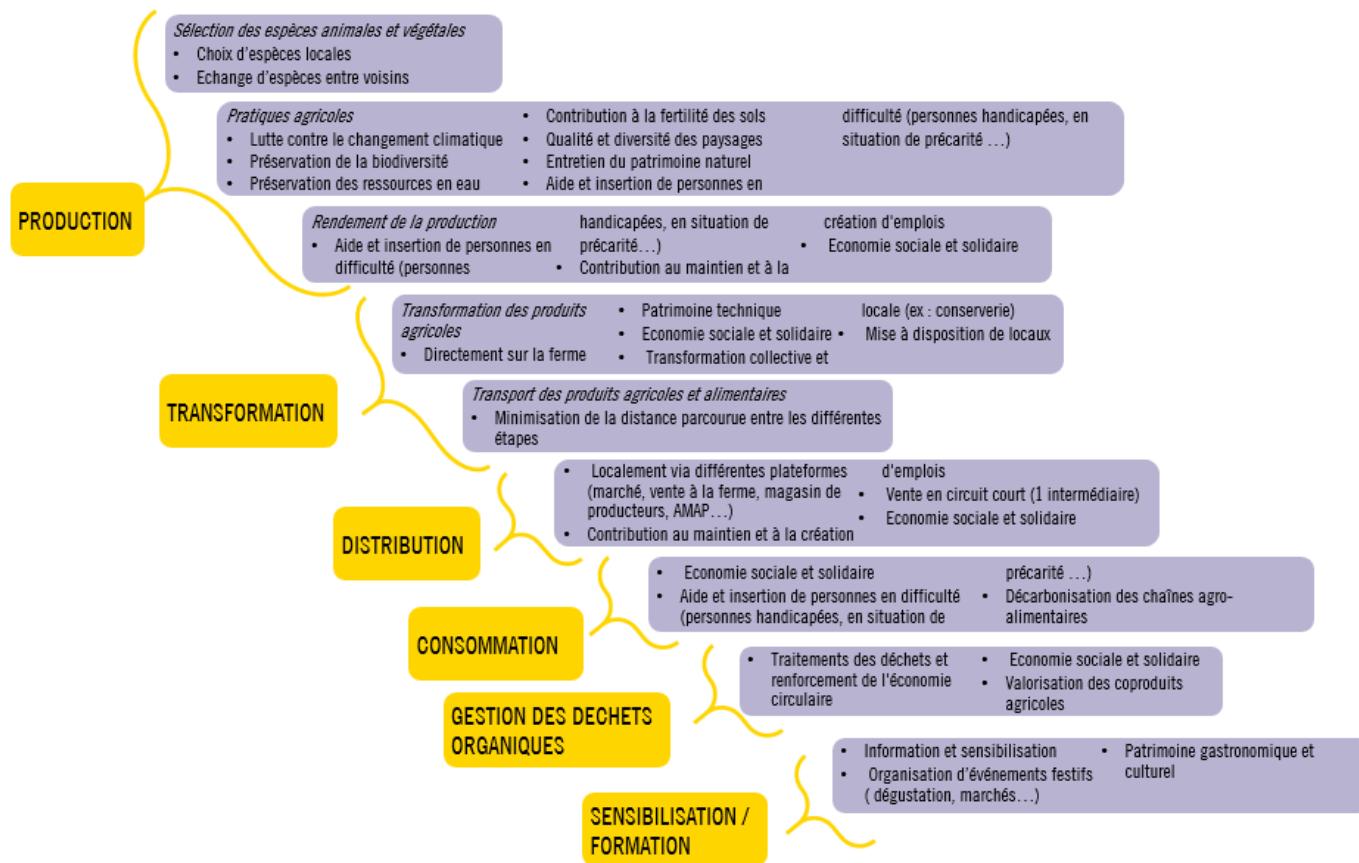 Sélection des espèces animales et végétales
• Choix d'espèces locales
• Echange d'espèces entre voisins
Pratiques agricoles
• Lutte contre le changement climatique
• Préservation de la biodiversité
• Préservation des ressources en eau
• Contribution à la fertilité des sols
• Qualité et diversité des paysages
• Entretien du patrimoine naturel
• Aide et insertion de personnes en
difficulté (personnes handicapées, en
situation de précarité …)
PRODUCTION
Rendement de la production
• Aide et insertion de personnes en
difficulté (personnes
handicapées, en situation de
précarité…)
• Contribution au maintien et à la
création d'emplois
• Economie sociale et solidaire
Transformation des produits
agricoles
• Directement sur la ferme
• Patrimoine technique
• Economie sociale et solidaire
• Transformation collective et
locale (ex : conserverie)
• Mise à disposition de locaux
TRANSFORMATION
Transport des produits agricoles et alimentaires
• Minimisation de la distance parcourue entre les différentes
étapes
• Localement via différentes plateformes
(marché, vente à la ferme, magasin de
producteurs, AMAP…)
• Contribution au maintien et à la création
d'emplois
• Vente en circuit court (1 intermédiaire)
• Economie sociale et solidaire
DISTRIBUTION
• Economie sociale et solidaire
• Aide et insertion de personnes en difficulté
(personnes handicapées, en situation de
précarité …)
• Décarbonisation des chaînes agro-
alimentaires
CONSOMMATION
• Traitements des déchets et
renforcement de l'économie
circulaire
• Economie sociale et solidaire
• Valorisation des coproduits
agricoles
GESTION DES DECHETS
ORGANIQUES
• Information et sensibilisation
• Organisation d'événements festifs
( dégustation, marchés…)
• Patrimoine gastronomique et
culturel
SENSIBILISATION /
FORMATION